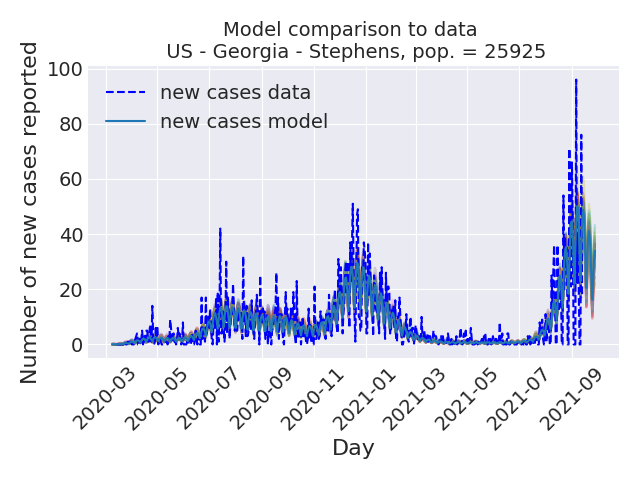 Model comparison to data
US - Georgia - Stephens, pop. = 25925
Number of new cases reported
100
80
60
40
20
0
new cases data
new cases model
2020-03
2020-05
2020-07
2020-09
2020-11
2021-01
2021-03
2021-05
2021-07
2021-09
Day